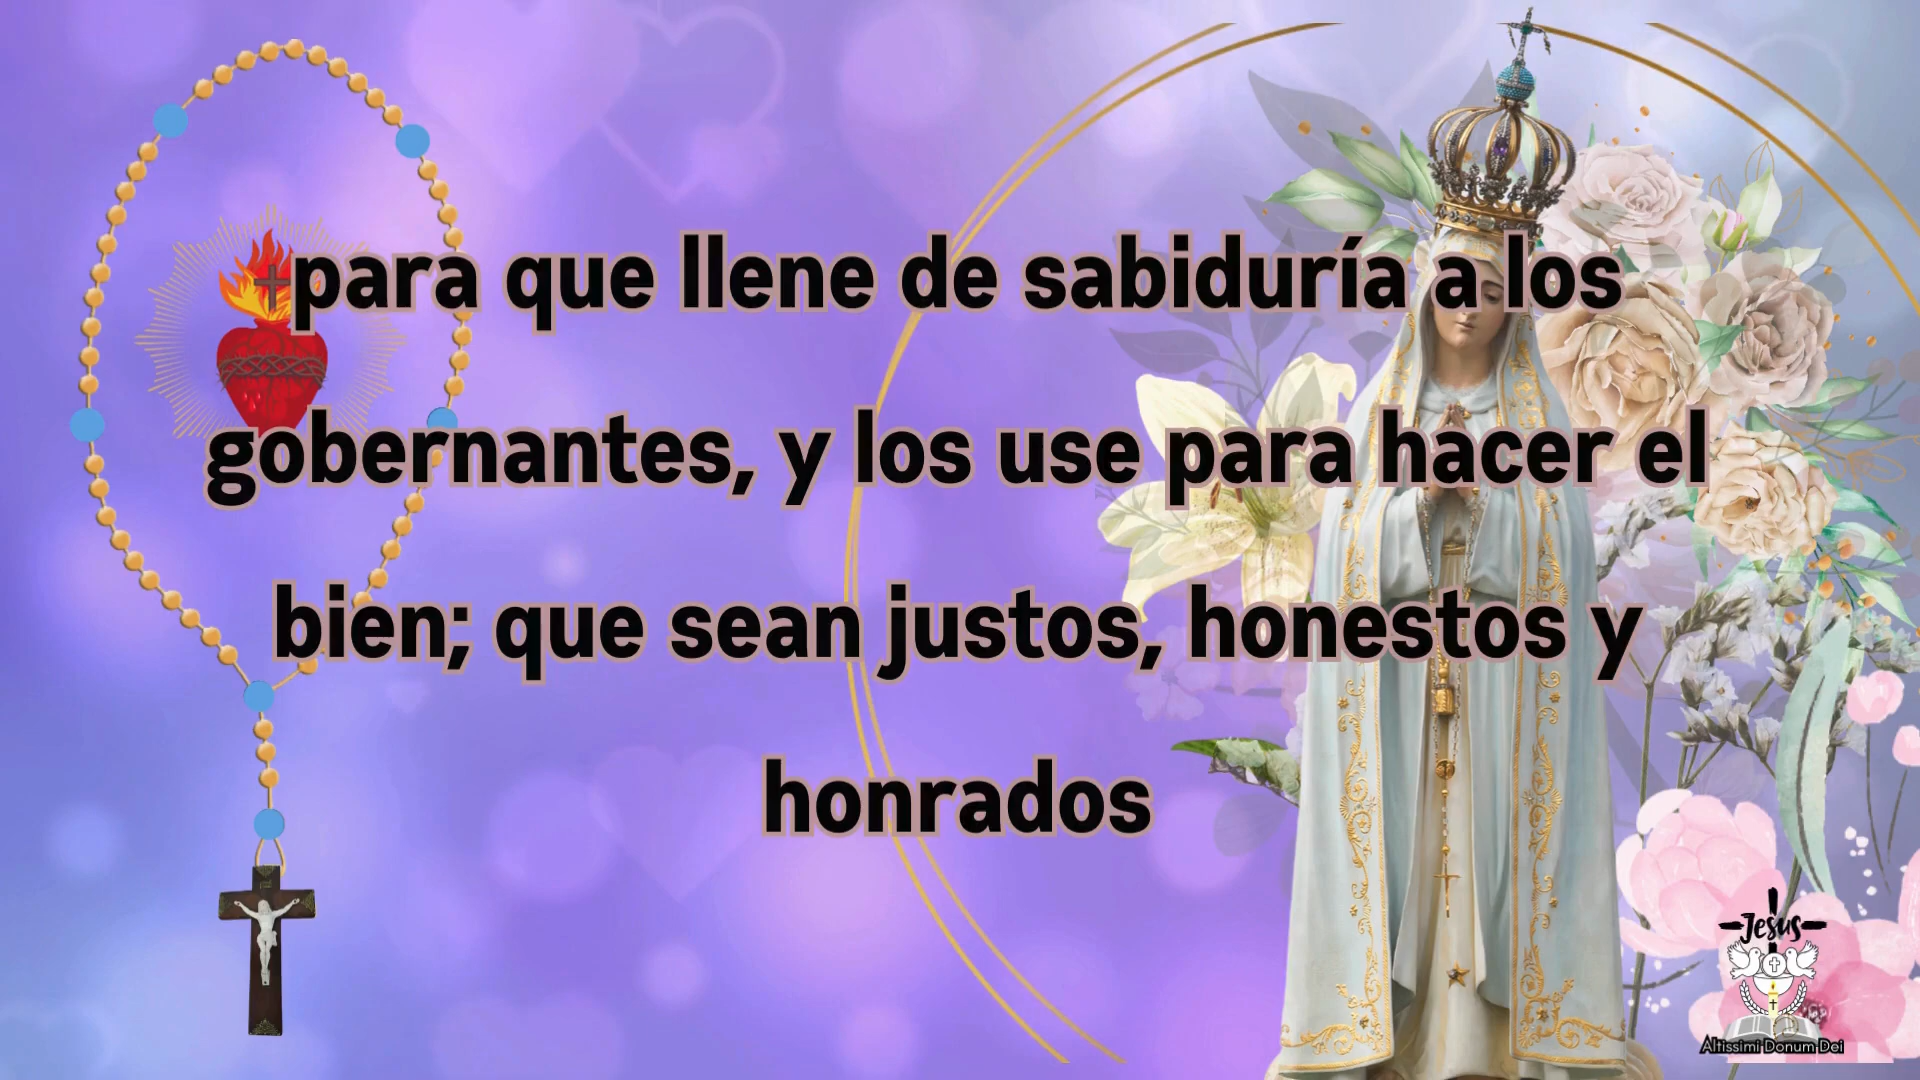 para que llene de sabiduría a los
gobernantes, y los use para hacer el
bien; que sean justos, honestos y
honrados
Jesus
Altissimi Donum Dei